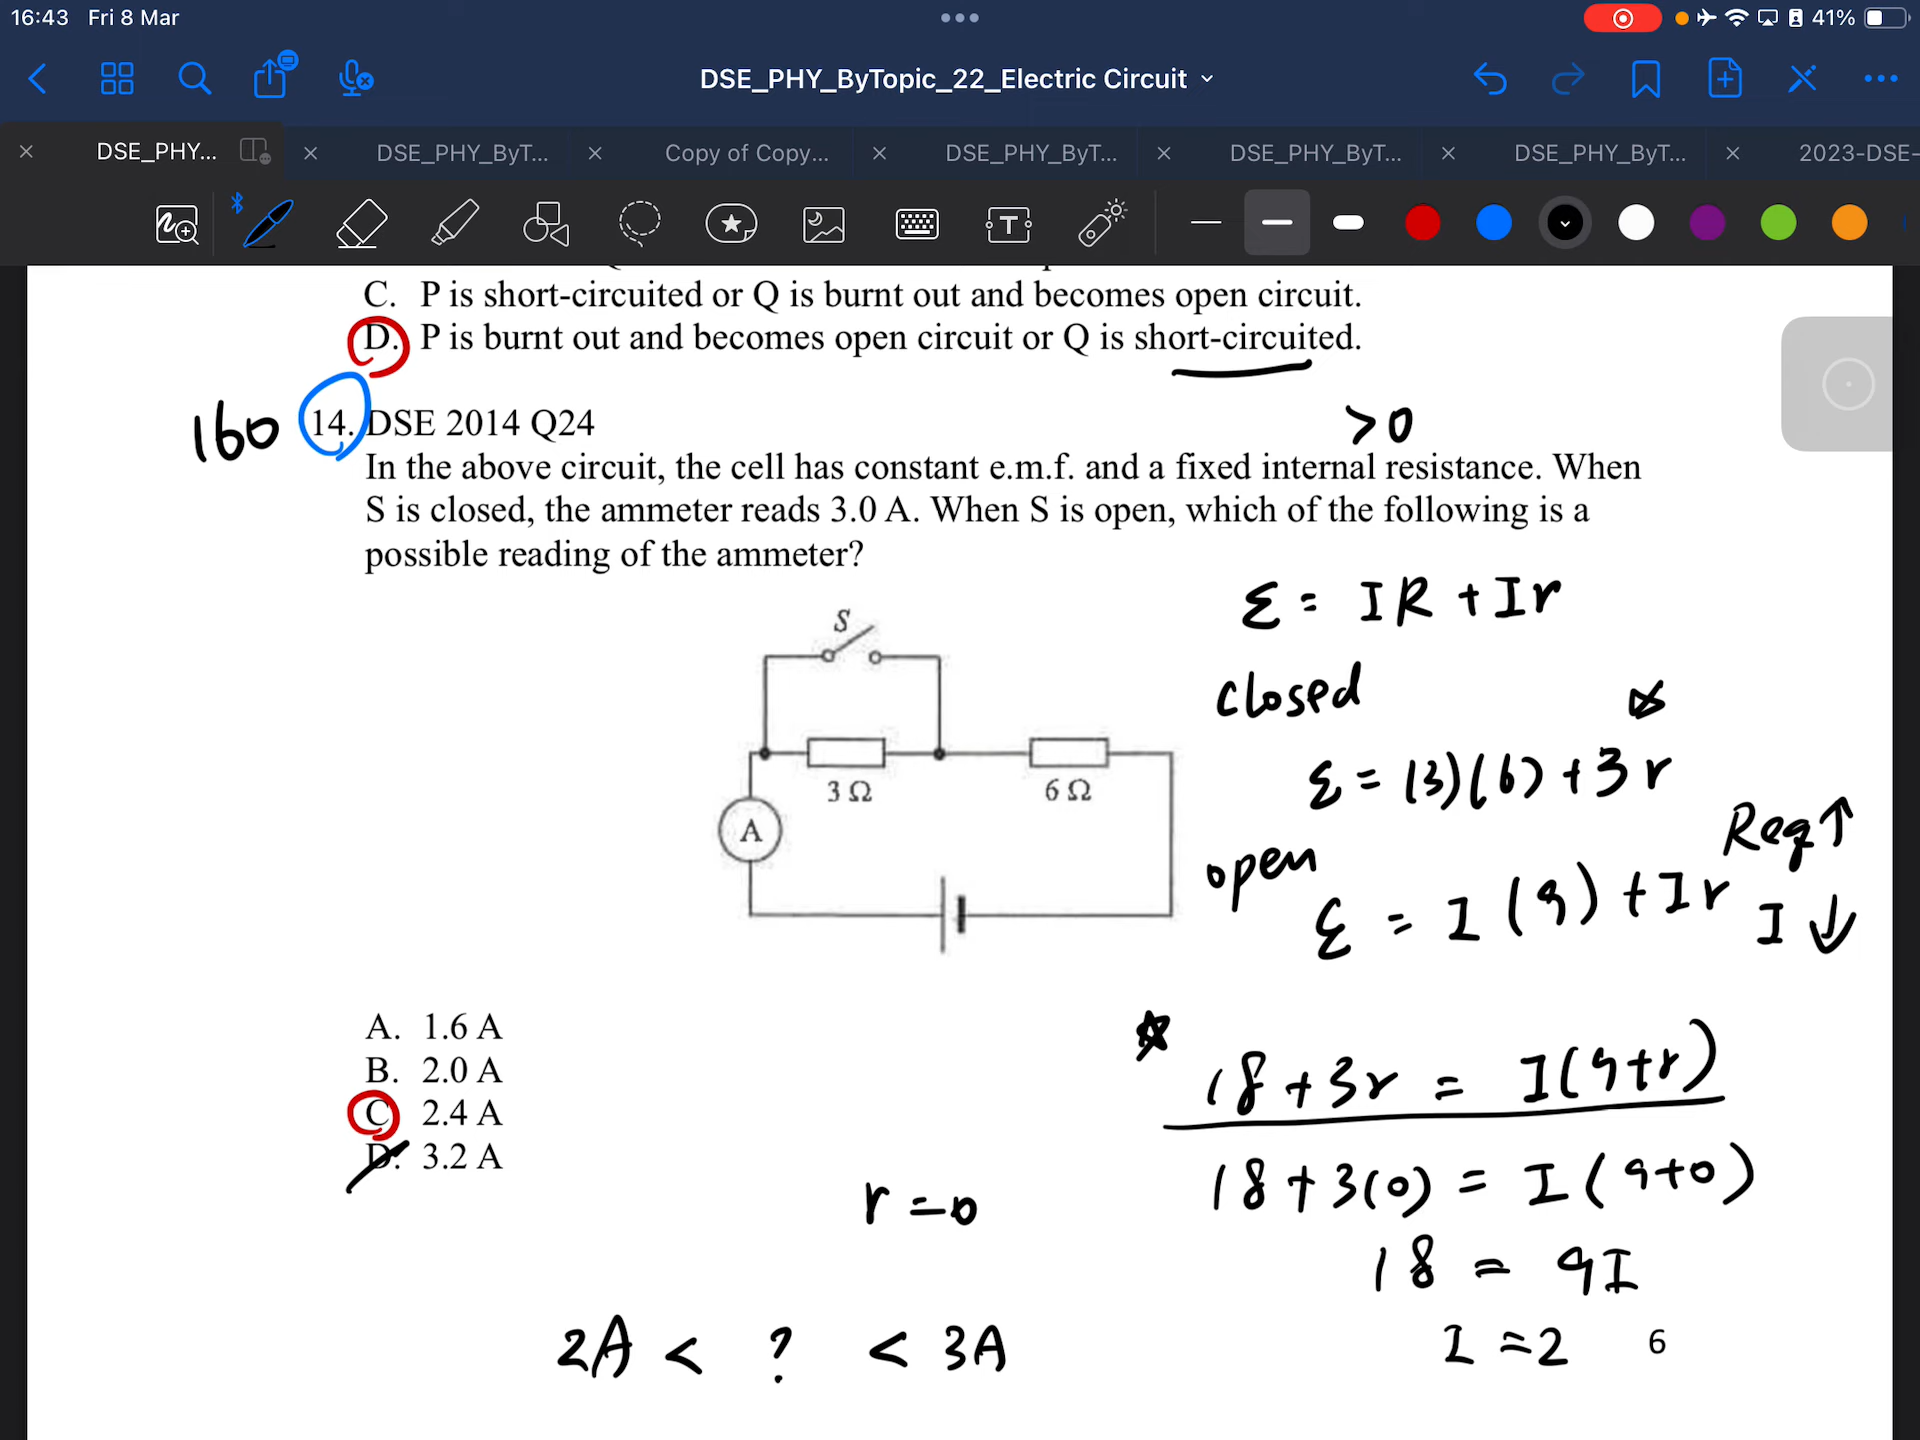 16:43 Fri 8 Mar
41%
DSE_PHY_ByTopic_22_Electric Circuit
DSE_PHY...
DSE_PHY_ByT...
Copy of Copy...
DSE_PHY_ByT...
DSE_PHY_ByT...
DSE_PHY_ByT...
2023-DSE-
C. P is short-circuited or Q is burnt out and becomes open circuit.
D. P is burnt out and becomes open circuit or Q is short-circuited.
160
14. DSE 2014 Q24
>0
In the above circuit, the cell has constant e.m.f. and a fixed internal resistance. When
S is closed, the ammeter reads 3.0 A. When S is open, which of the following is a
possible reading of the ammeter?
S
3 Ω
6 Ω
A
ε = IR + Ir
closed
ε = (3)(6) + 3r
open
ε = I(9) + Ir
Req↑
I↓
A. 1.6 A
B. 2.0 A
C. 2.4 A
D. 3.2 A
18 + 3r = I(9+r)
r = 0
18 + 3(0) = I(9+0)
18 = 9I
I = 2
2A < ? < 3A
6